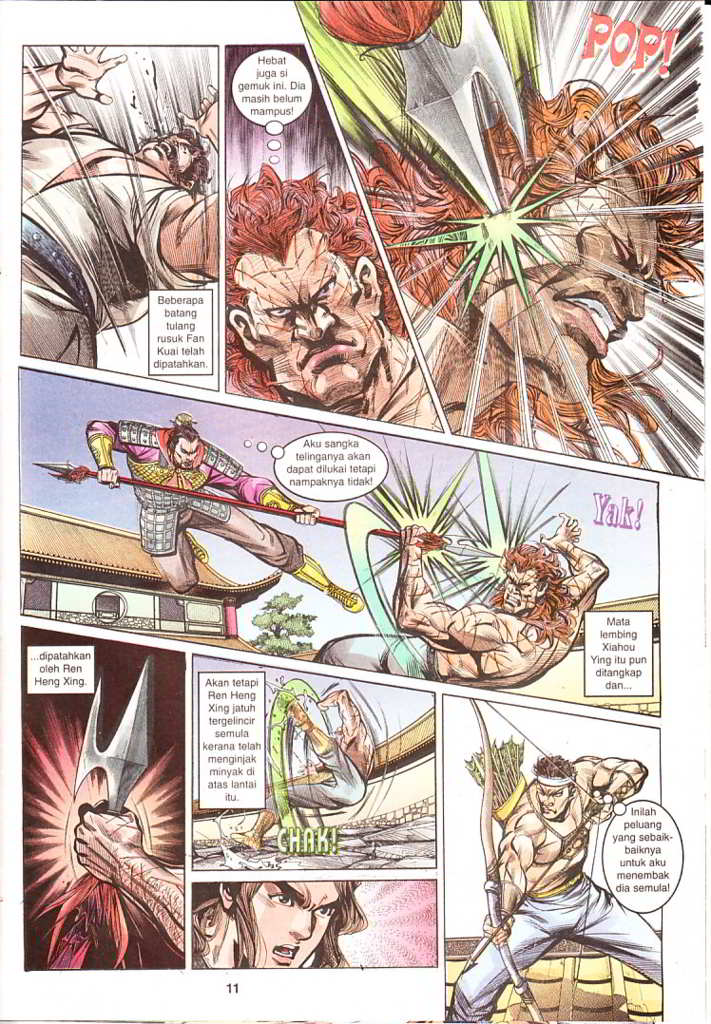 Hebat
juga si
gemuk ini. Dia
masih belum
mampus!
POP!
Beberapa
batang
tulang
rusuk Fan
Kuai telah
dipatahkan.
Aku sangka
telinganya akan
dapat dilukai tetapi
nampaknya tidak!
Yak!
Mata
lembing
Xiahou
Ying itu pun
ditangkap
dan...
...dipatahkan
oleh Ren
Heng Xing.
Akan tetapi
Ren Heng
Xing jatuh
tergelincir
semula
kerana telah
menginjak
minyak di
atas lantai
itu.
CHAK!
Inilah
peluang
yang sebaik-
baiknya
untuk aku
menembak
dia semula!
11